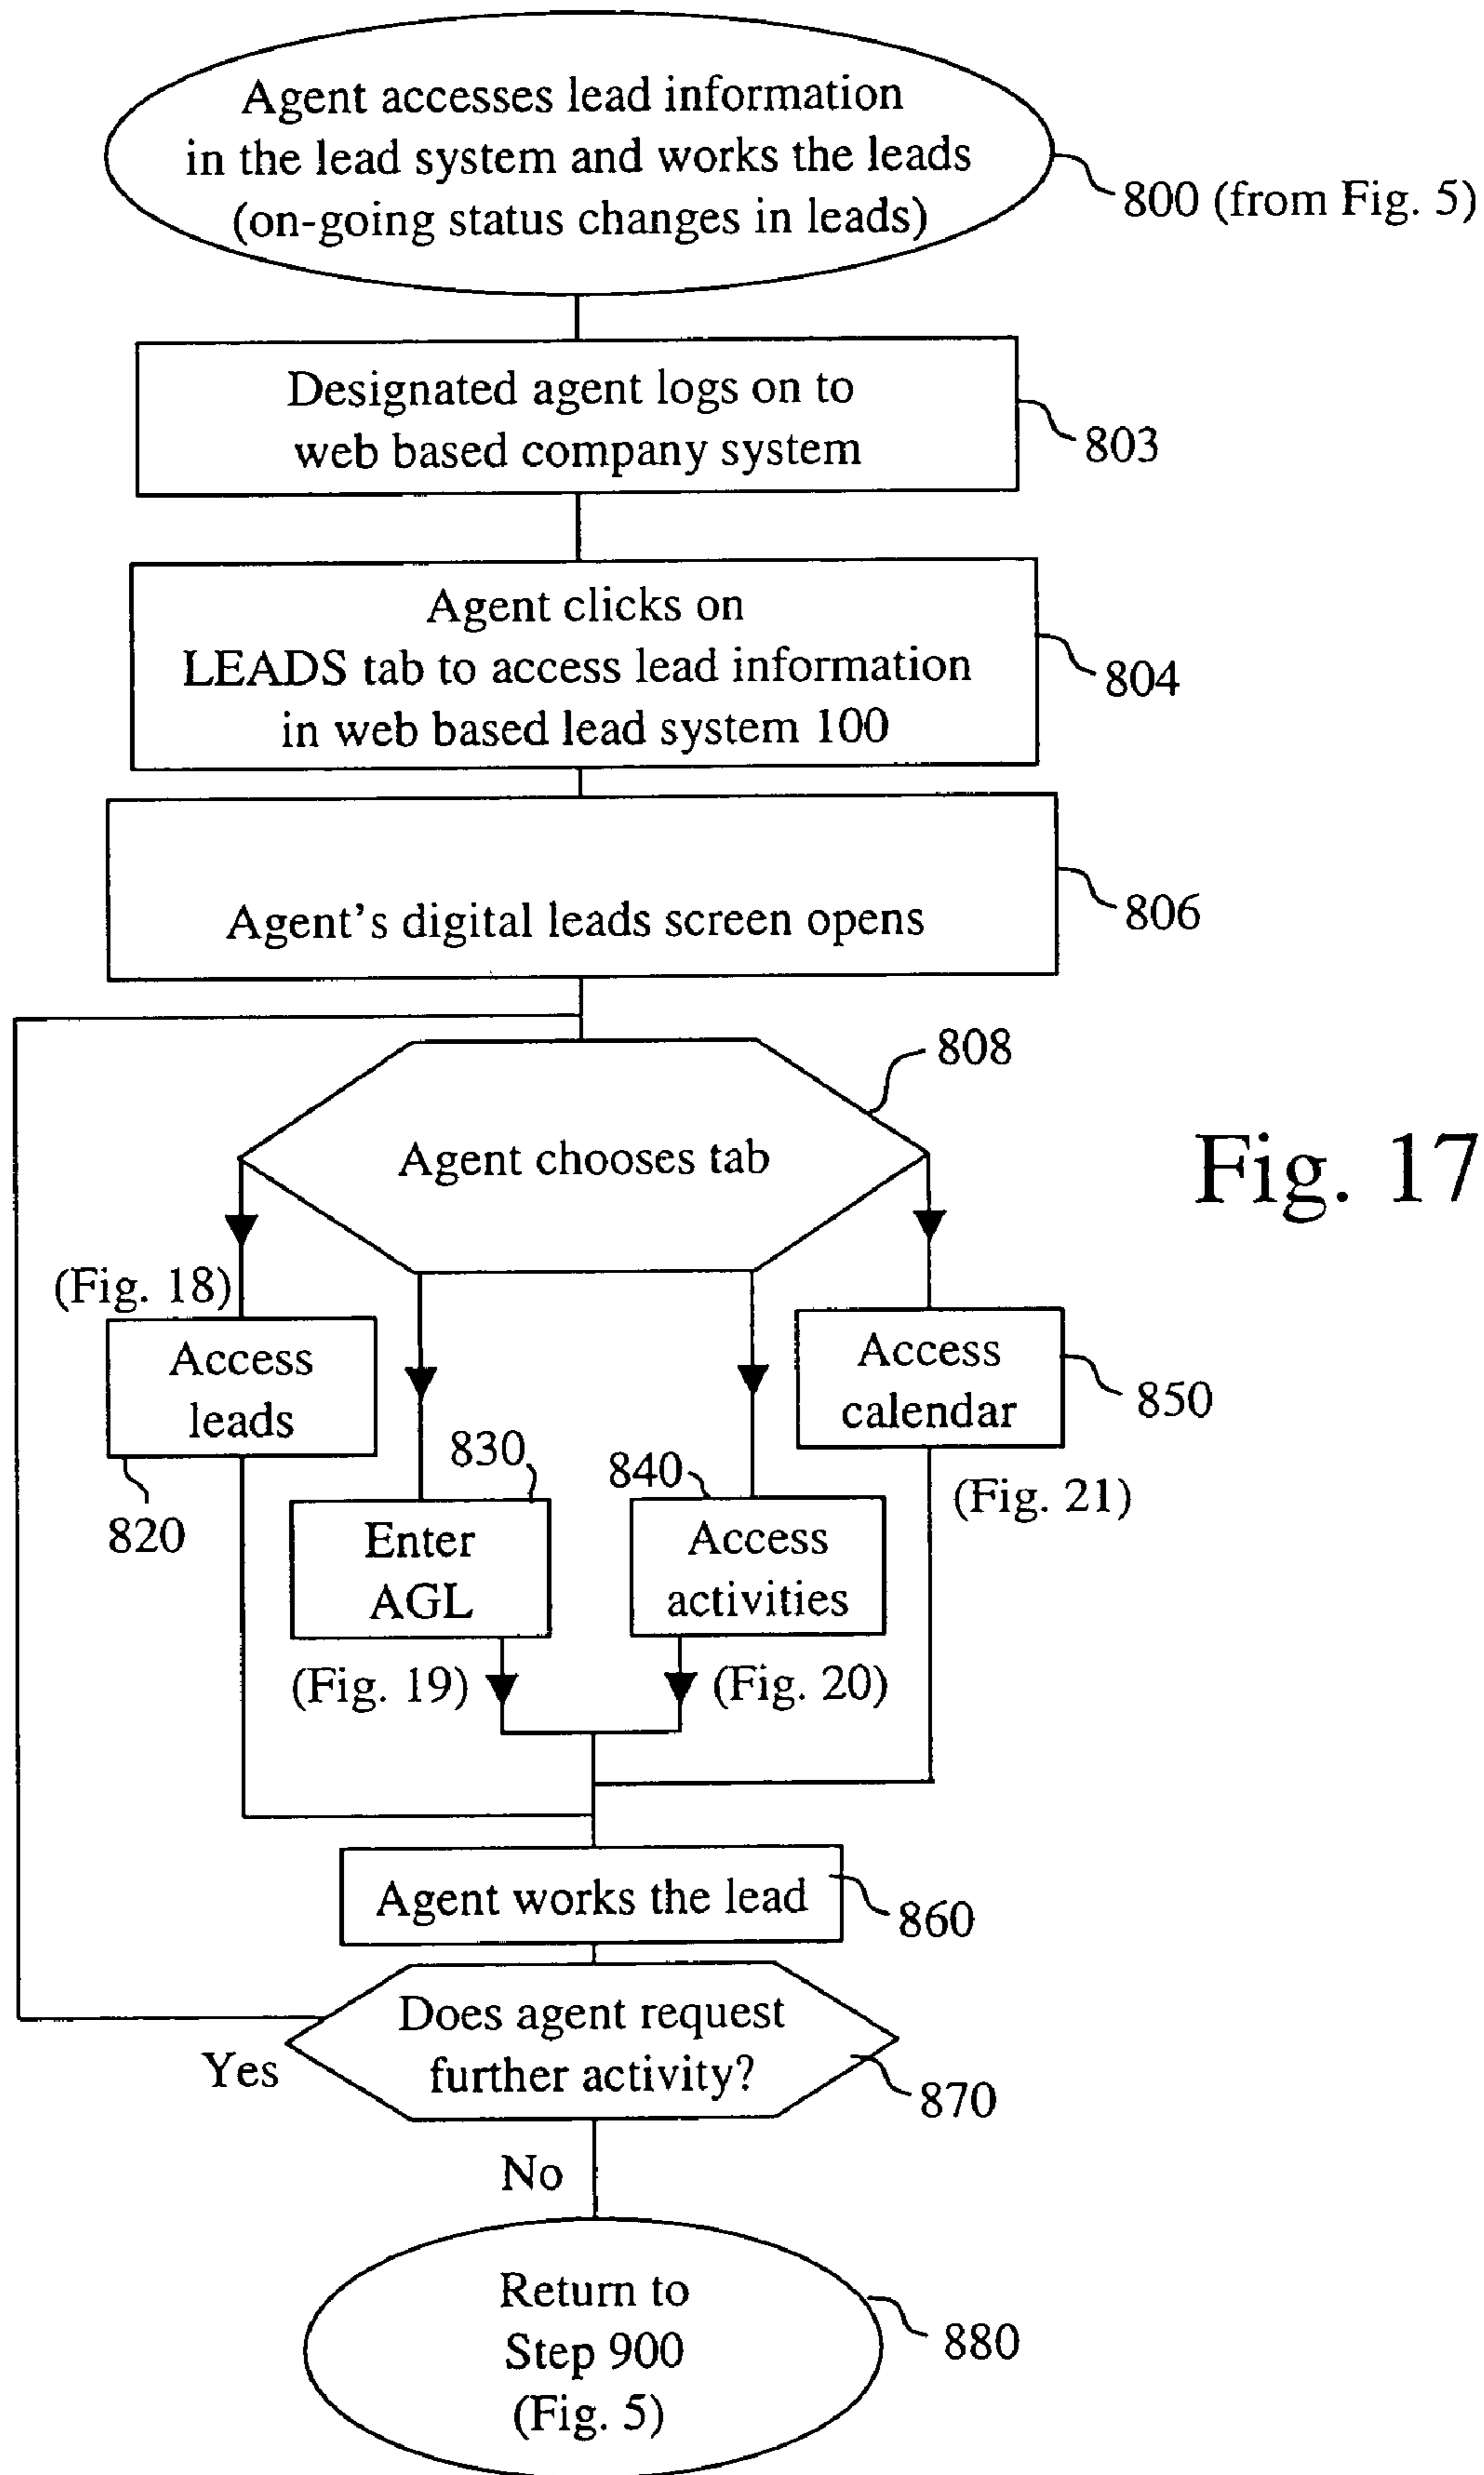 Agent accesses lead information
in the lead system and works the leads
(on-going status changes in leads)
800 (from Fig. 5)
Designated agent logs on to
web based company system
803
Agent clicks on
LEADS tab to access lead information
in web based lead system 100
804
Agent's digital leads screen opens
806
808
Agent chooses tab
Fig. 17
(Fig. 18)
Access
leads
820
830
Enter
AGL
(Fig. 19)
840
Access
activities
(Fig. 20)
Access
calendar
850
(Fig. 21)
Agent works the lead
860
Does agent request
further activity?
870
Yes
No
Return to
Step 900
(Fig. 5)
880